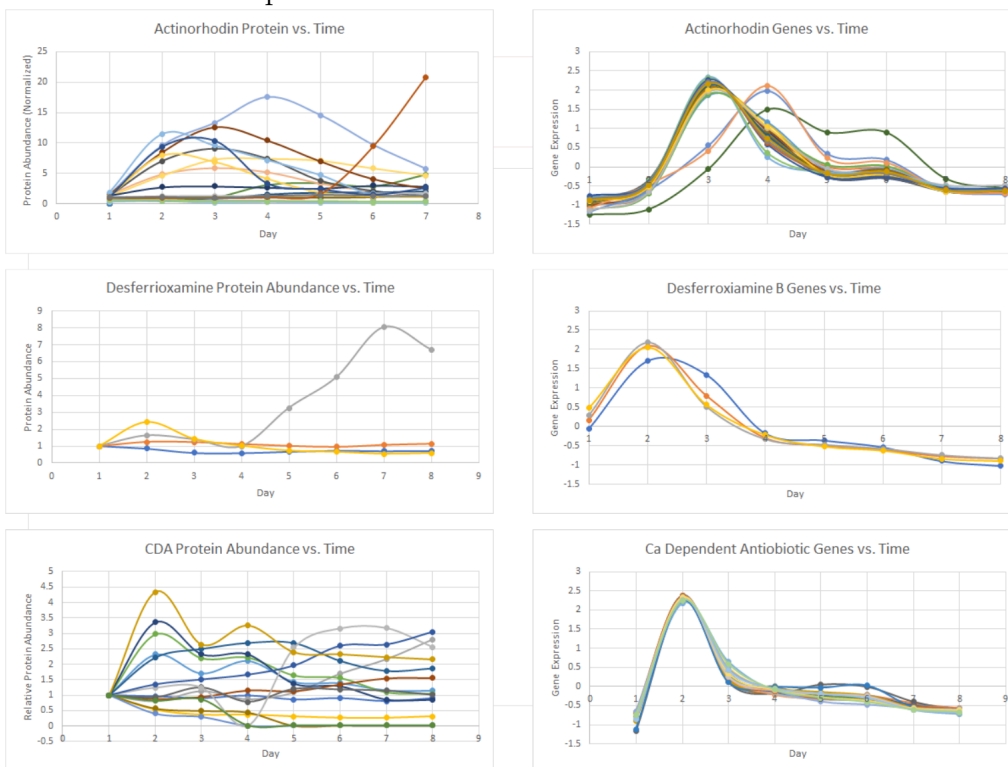 Actinorhodin Protein vs. Time
Protein Abundance (Normalized)
25
20
15
10
5
0
0 1 2 3 4 5 6 7 8
Day
Actinorhodin Genes vs. Time
Gene Expression
3
2.5
2
1.5
1
0.5
0
-0.5
-1
-1.5
1 2 3 4 5 6 7 8
Day
Desferrioxamine Protein Abundance vs. Time
Protein Abundance
9
8
7
6
5
4
3
2
1
0
0 1 2 3 4 5 6 7 8 9
Day
Desferroxiamine B Genes vs. Time
Gene Expression
3
2.5
2
1.5
1
0.5
0
-0.5
-1
-1.5
1 2 3 4 5 6 7 8
Day
CDA Protein Abundance vs. Time
Relative Protein Abundance
5
4.5
4
3.5
3
2.5
2
1.5
1
0.5
0
-0.5
0 1 2 3 4 5 6 7 8 9
Day
Ca Dependent Antiobiotic Genes vs. Time
Gene Expression
3
2.5
2
1.5
1
0.5
0
-0.5
-1
-1.5
0 1 2 3 4 5 6 7 8 9
Day